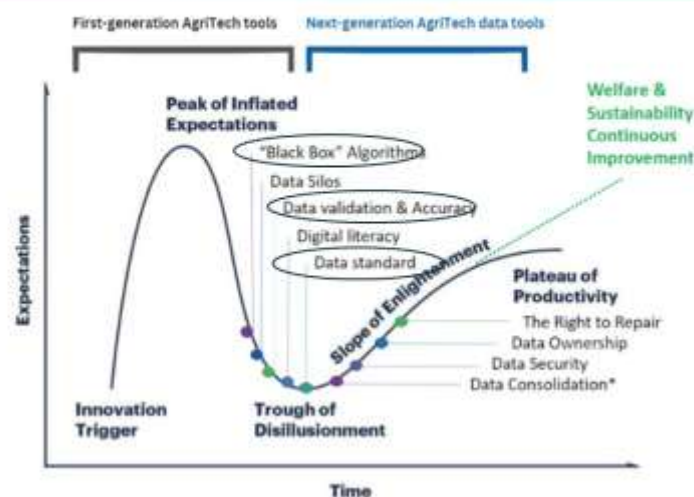 First-generation AgriTech tools
Next-generation AgriTech data tools
Peak of Inflated
Expectations
Welfare &
Sustainability
Continuous
Improvement
"Black Box" Algorithms
Data Silos
Data validation & Accuracy
Digital literacy
Data standard
Slope of Enlightenment
Plateau of
Productivity
The Right to Repair
Data Ownership
Data Security
Data Consolidation*
Innovation
Trigger
Trough of
Disillusionment
Expectations
Time